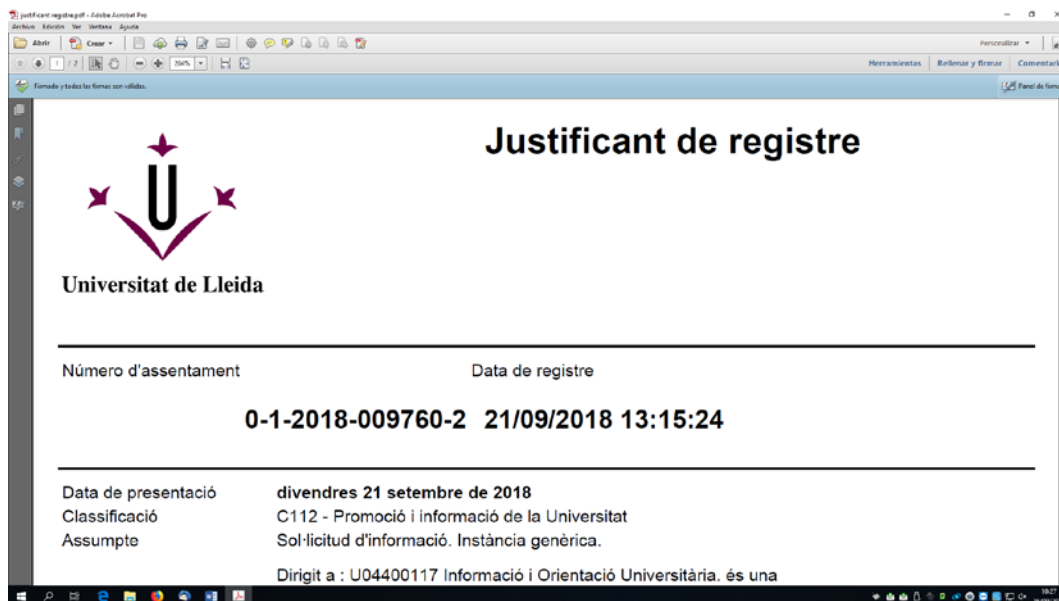 justificant registre.pdf - Adobe Acrobat Pro
Archivo Edición Ver Ventana Ayuda
Abrir Crear Personalizar
1 / 2 204% Herramientas Rellenar y firmar Comentari
Firmado y todas las firmas son válidas. Panel de firma
Justificant de registre
U
Universitat de Lleida
Número d'assentament Data de registre
0-1-2018-009760-2 21/09/2018 13:15:24
Data de presentació divendres 21 setembre de 2018
Classificació C112 - Promoció i informació de la Universitat
Assumpte Sol·licitud d'informació. Instància genèrica.
Dirigit a : U04400117 Informació i Orientació Universitària. és una
10:27